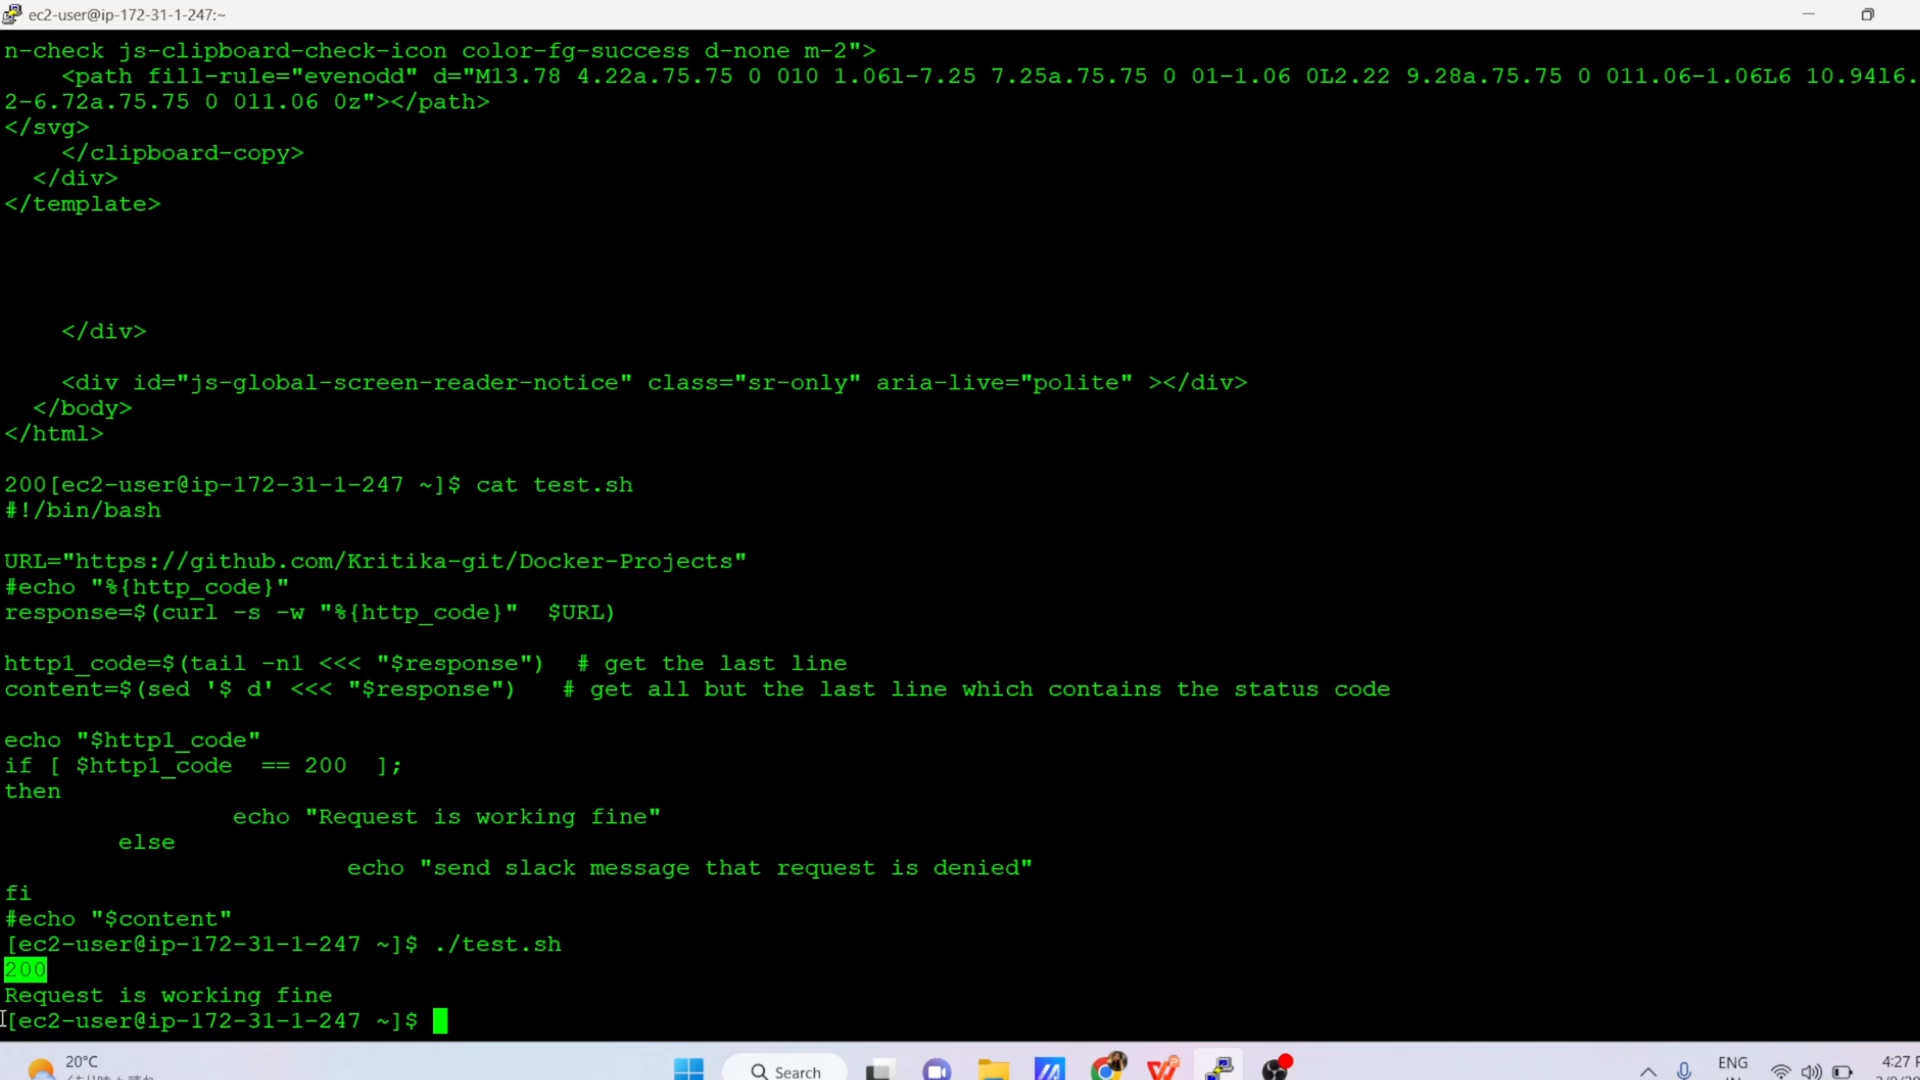 ec2-user@ip-172-31-1-247:~
n-check js-clipboard-check-icon color-fg-success d-none m-2">
    <path fill-rule="evenodd" d="M13.78 4.22a.75.75 0 010 1.06l-7.25 7.25a.75.75 0 01-1.06 0L2.22 9.28a.75.75 0 011.06-1.06L6 10.94l6.
2-6.72a.75.75 0 011.06 0z"></path>
</svg>
    </clipboard-copy>
  </div>
</template>
    </div>
    <div id="js-global-screen-reader-notice" class="sr-only" aria-live="polite" ></div>
  </body>
</html>
200[ec2-user@ip-172-31-1-247 ~]$ cat test.sh
#!/bin/bash
URL="https://github.com/Kritika-git/Docker-Projects"
#echo "%{http_code}"
response=$(curl -s -w "%{http_code}"  $URL)
http1_code=$(tail -n1 <<< "$response")  # get the last line
content=$(sed '$ d' <<< "$response")   # get all but the last line which contains the status code
echo "$http1_code"
if [ $http1_code  == 200  ];
then
                echo "Request is working fine"
        else
                        echo "send slack message that request is denied"
fi
#echo "$content"
[ec2-user@ip-172-31-1-247 ~]$ ./test.sh
200
Request is working fine
[ec2-user@ip-172-31-1-247 ~]$
20°C
Search
ENG
4:27